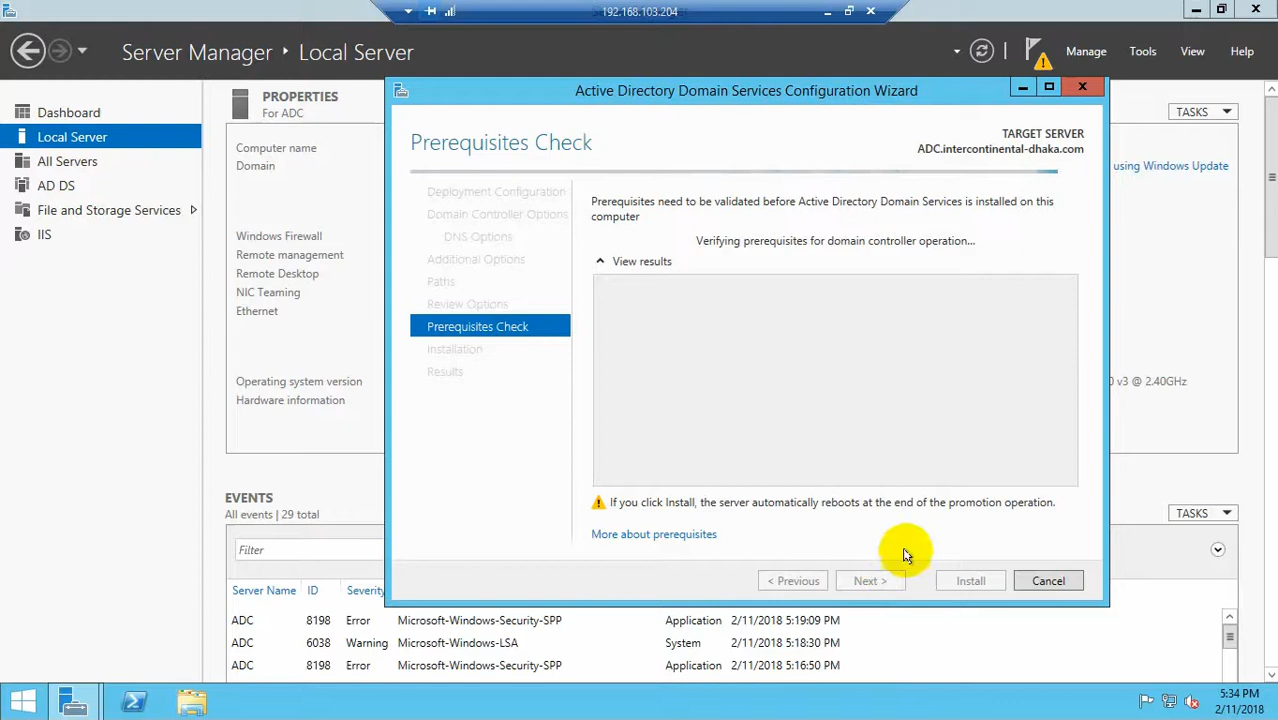 192.168.103.204
Server Manager ▸ Local Server
Manage
Tools
View
Help
Dashboard
Local Server
All Servers
AD DS
File and Storage Services
IIS
PROPERTIES
For ADC
TASKS
Computer name
Domain
Windows Firewall
Remote management
Remote Desktop
NIC Teaming
Ethernet
Operating system version
Hardware information
using Windows Update
0 v3 @ 2.40GHz
Active Directory Domain Services Configuration Wizard
Prerequisites Check
TARGET SERVER
ADC.intercontinental-dhaka.com
Deployment Configuration
Domain Controller Options
DNS Options
Additional Options
Paths
Review Options
Prerequisites Check
Installation
Results
Prerequisites need to be validated before Active Directory Domain Services is installed on this
computer
Verifying prerequisites for domain controller operation...
View results
If you click Install, the server automatically reboots at the end of the promotion operation.
More about prerequisites
< Previous
Next >
Install
Cancel
EVENTS
All events | 29 total
TASKS
Filter
Server Name ID Severity
ADC 8198 Error Microsoft-Windows-Security-SPP Application 2/11/2018 5:19:09 PM
ADC 6038 Warning Microsoft-Windows-LSA System 2/11/2018 5:18:30 PM
ADC 8198 Error Microsoft-Windows-Security-SPP Application 2/11/2018 5:16:50 PM
5:34 PM
2/11/2018